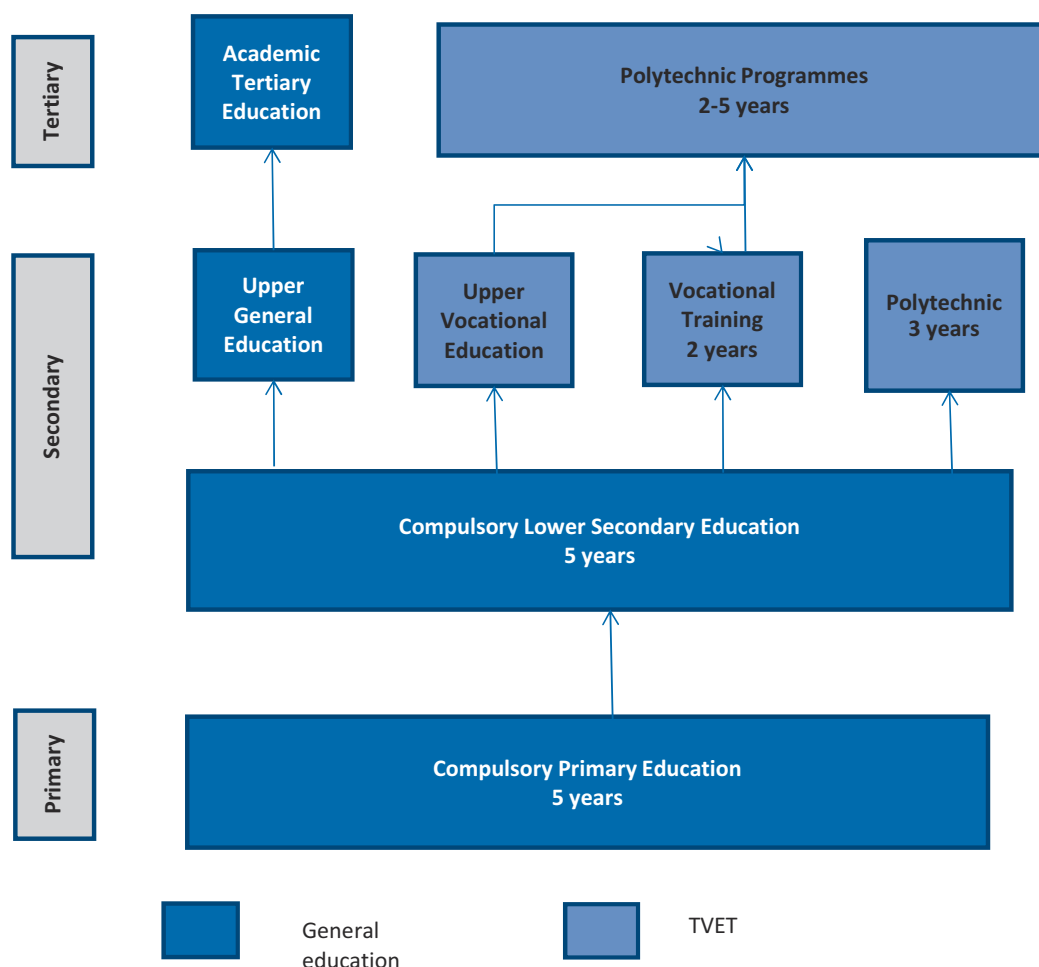 Tertiary
Academic
Tertiary
Education
Polytechnic Programmes
2-5 years
Secondary
Upper
General
Education
Upper
Vocational
Education
Vocational
Training
2 years
Polytechnic
3 years
Compulsory Lower Secondary Education
5 years
Primary
Compulsory Primary Education
5 years
General
education
TVET